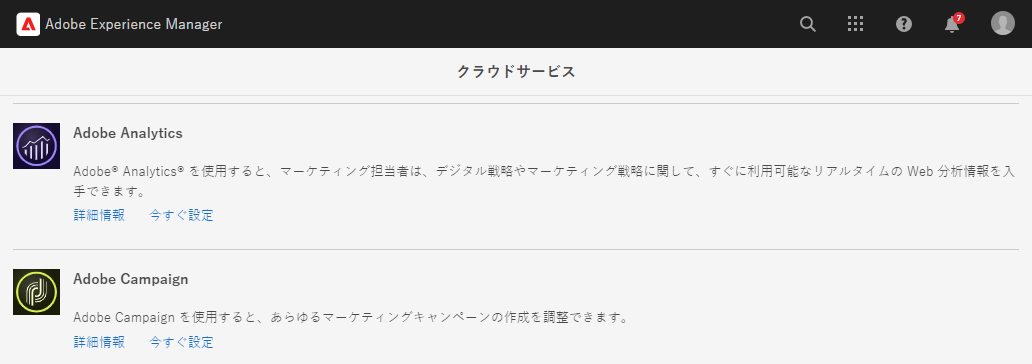 Adobe Experience Manager
7
クラウドサービス
Adobe Analytics
Adobe® Analytics® を使用すると、マーケティング担当者は、デジタル戦略やマーケティング戦略に関して、すぐに利用可能なリアルタイムの Web 分析情報を入
手できます。
詳細情報 今すぐ設定
Adobe Campaign
Adobe Campaign を使用すると、あらゆるマーケティングキャンペーンの作成を調整できます。
詳細情報 今すぐ設定